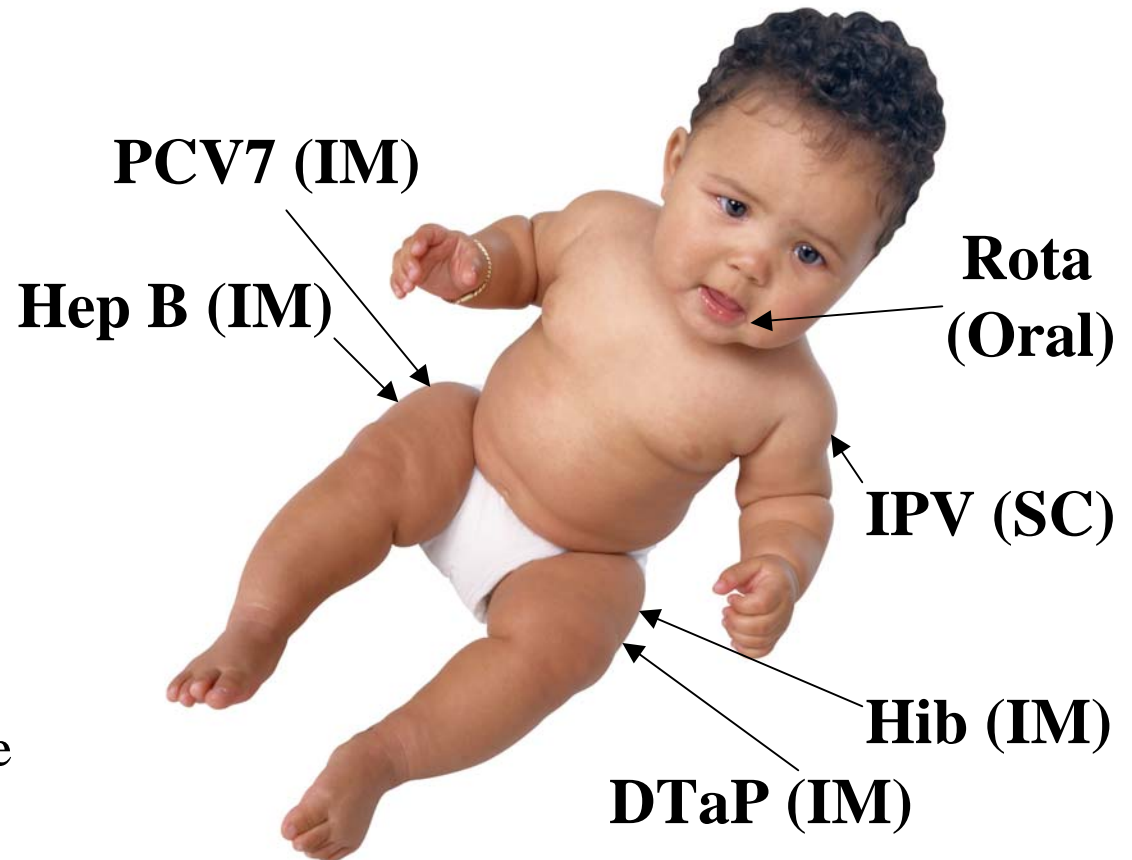 PCV7 (IM)
Hep B (IM)
Rota
(Oral)
IPV (SC)
Hib (IM)
DTaP (IM)
e